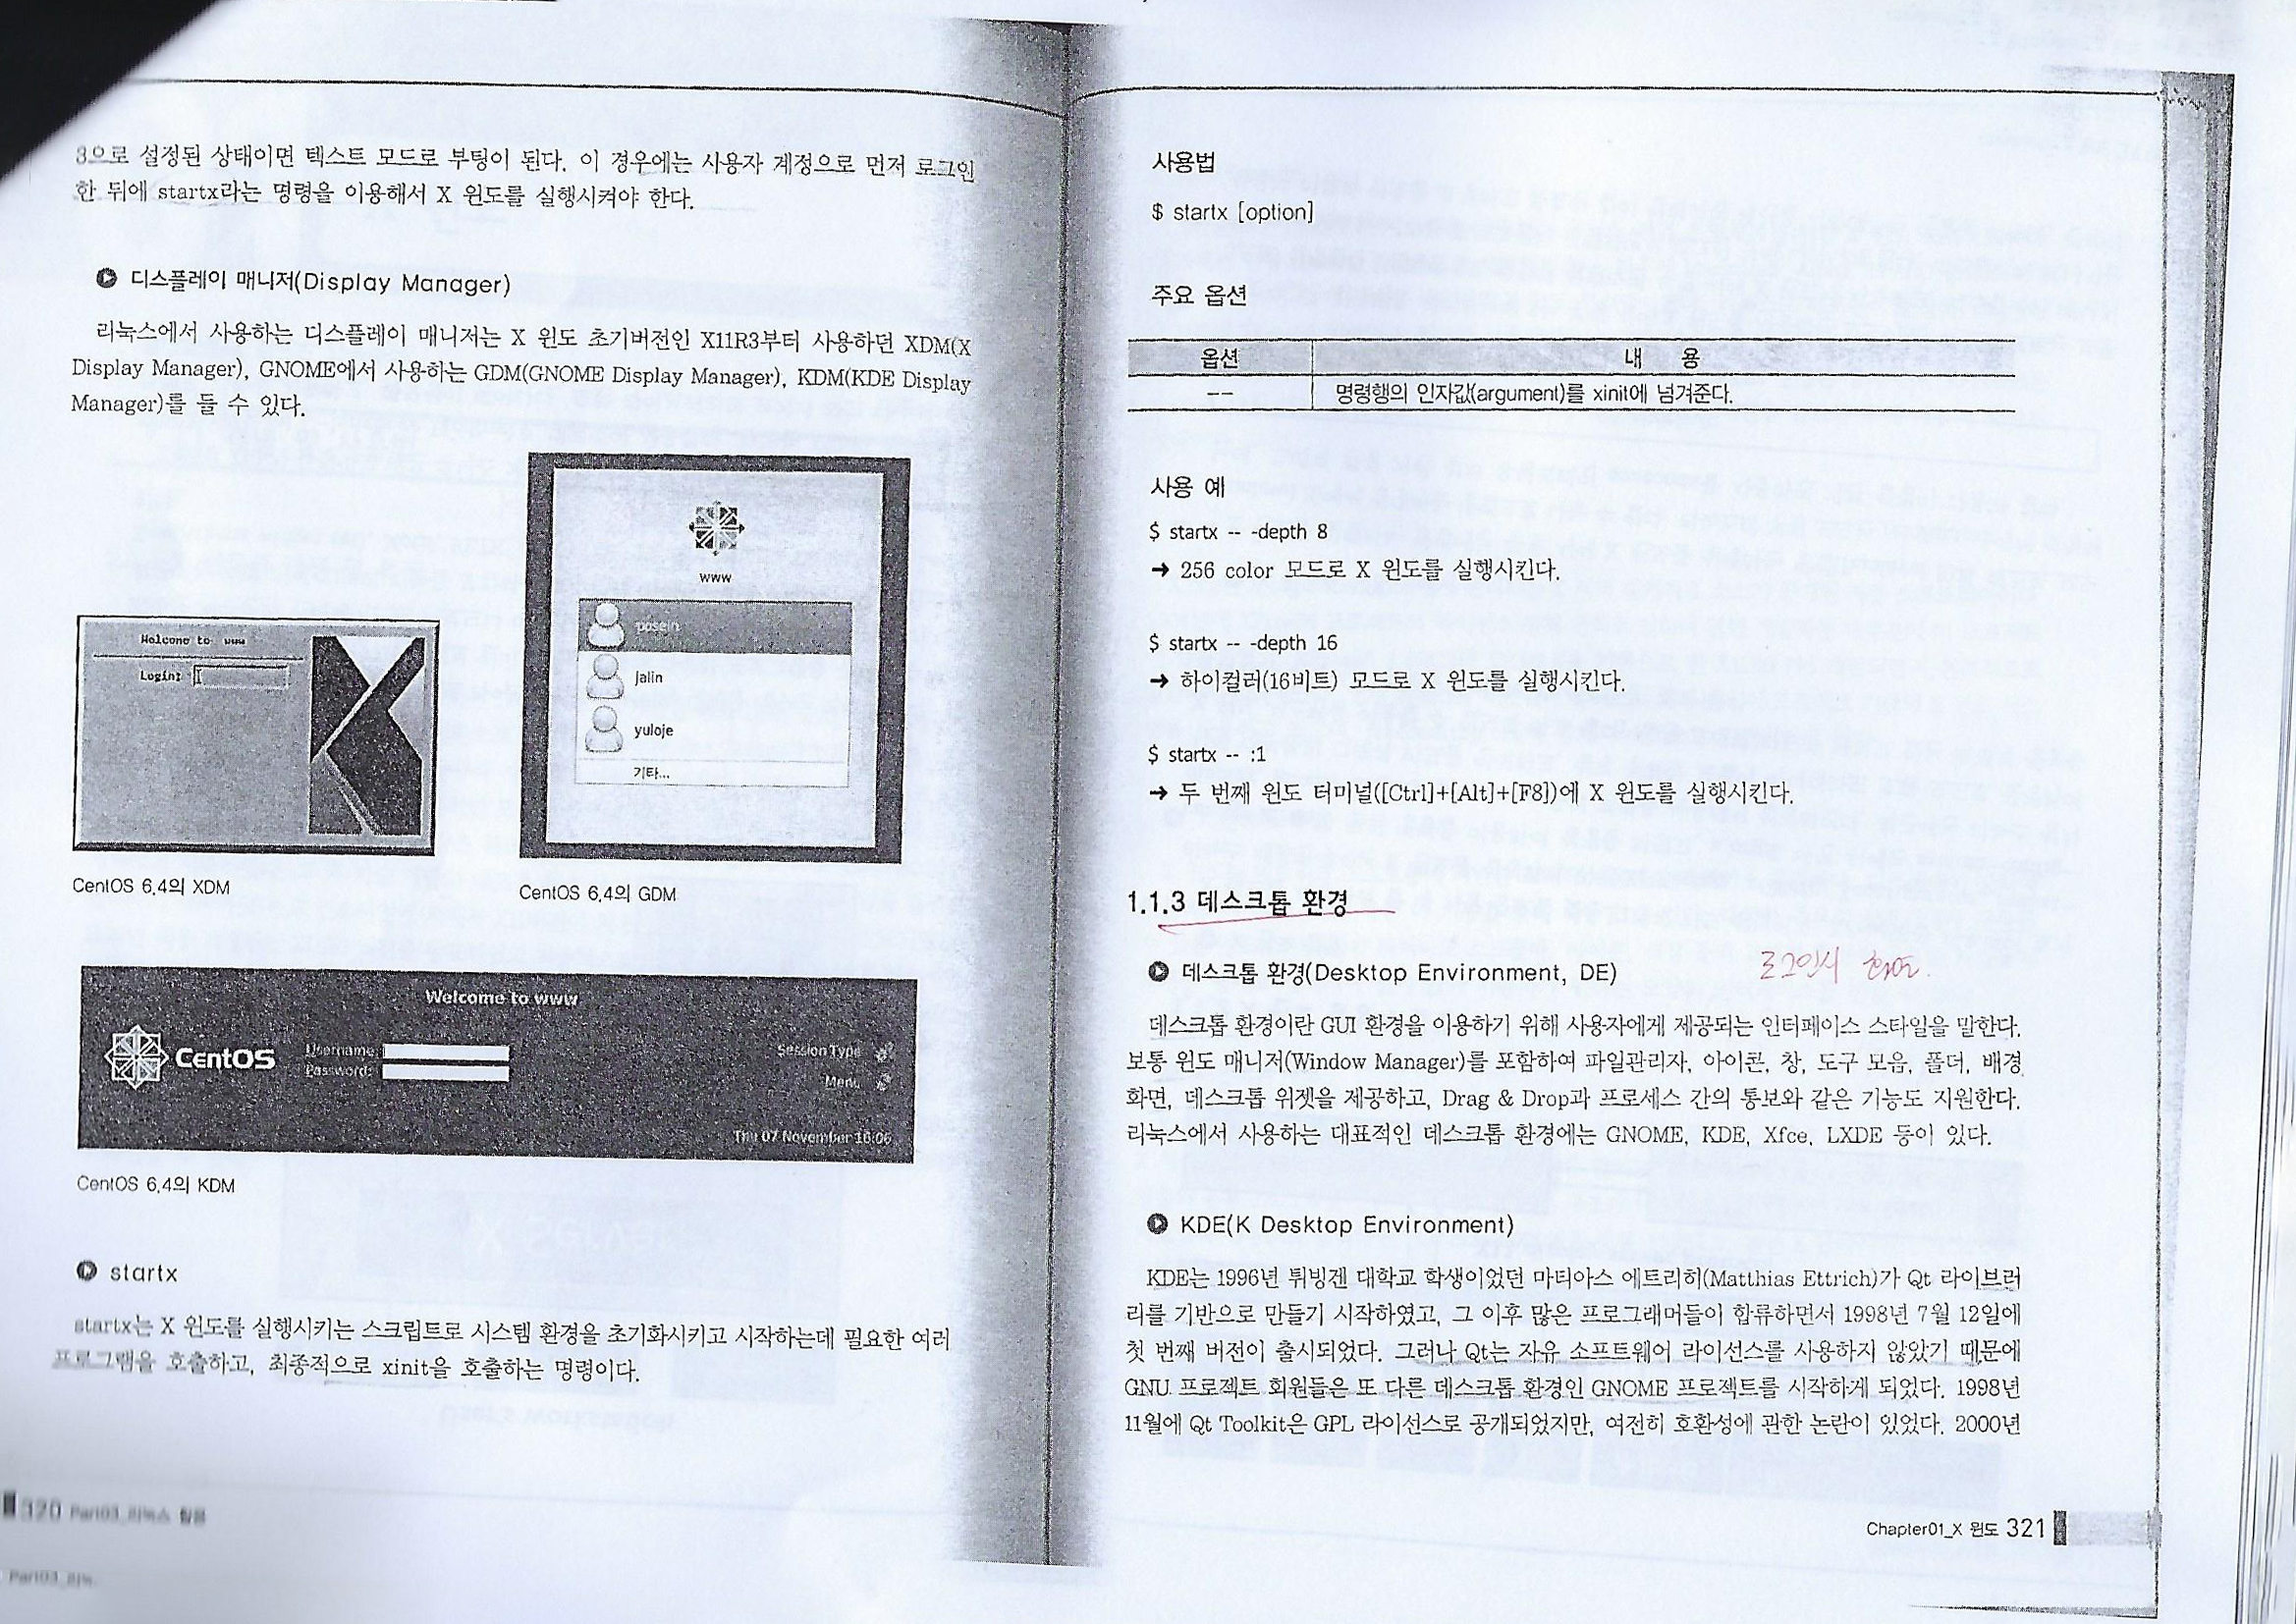 3으로 설정된 상태이면 텍스트 모드로 부팅이 된다. 이 경우에는 사용자 계정으로 먼저 로그인
한 뒤에 startx라는 명령을 이용해서 X 윈도를 실행시켜야 한다.
디스플레이 매니저(Display Manager)
리눅스에서 사용하는 디스플레이 매니저는 X 윈도 초기버전인 X11R3부터 사용하던 XDM(X
Display Manager), GNOME에서 사용하는 GDM(GNOME Display Manager), KDM(KDE Display
Manager)를 들 수 있다.
Welcome to www
Login:
CentOS 6.4의 XDM
www
posein
jalin
yuloje
기타...
CentOS 6.4의 GDM
Welcome to www
CentOS
Username:
Password:
Session Type
Menu
Thu 07 November 16:06
CentOS 6.4의 KDM
startx
startx는 X 윈도를 실행시키는 스크립트로 시스템 환경을 초기화시키고 시작하는데 필요한 여러
프로그램을 호출하고, 최종적으로 xinit을 호출하는 명령이다.
320 Part03_리눅스 활용
사용법
$ startx [option]
주요 옵션
옵션 내 용
-- 명령행의 인자값(argument)를 xinit에 넘겨준다.
사용 예
$ startx -- -depth 8
➔ 256 color 모드로 X 윈도를 실행시킨다.
$ startx -- -depth 16
➔ 하이컬러(16비트) 모드로 X 윈도를 실행시킨다.
$ startx -- :1
➔ 두 번째 윈도 터미널([Ctrl]+[Alt]+[F8])에 X 윈도를 실행시킨다.
1.1.3 데스크톱 환경
데스크톱 환경(Desktop Environment, DE)
로그인시
데스크톱 환경이란 GUI 환경을 이용하기 위해 사용자에게 제공되는 인터페이스 스타일을 말한다.
보통 윈도 매니저(Window Manager)를 포함하여 파일관리자, 아이콘, 창, 도구 모음, 폴더, 배경
화면, 데스크톱 위젯을 제공하고, Drag & Drop과 프로세스 간의 통보와 같은 기능도 지원한다.
리눅스에서 사용하는 대표적인 데스크톱 환경에는 GNOME, KDE, Xfce, LXDE 등이 있다.
KDE(K Desktop Environment)
KDE는 1996년 튀빙겐 대학교 학생이었던 마티아스 에트리히(Matthias Ettrich)가 Qt 라이브러
리를 기반으로 만들기 시작하였고, 그 이후 많은 프로그래머들이 합류하면서 1998년 7월 12일에
첫 번째 버전이 출시되었다. 그러나 Qt는 자유 소프트웨어 라이선스를 사용하지 않았기 때문에
GNU 프로젝트 회원들은 또 다른 데스크톱 환경인 GNOME 프로젝트를 시작하게 되었다. 1998년
11월에 Qt Toolkit은 GPL 라이선스로 공개되었지만, 여전히 호환성에 관한 논란이 있었다. 2000년
Chapter01_X 윈도 321